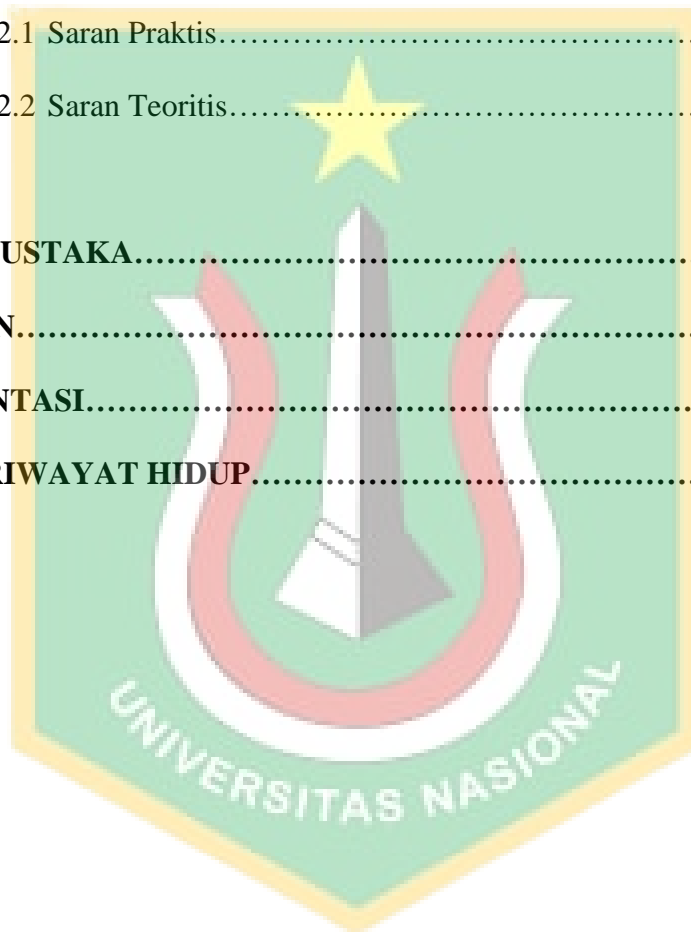 2.1 Saran Praktis……………………………………………
2.2 Saran Teoritis……………………………………………
USTAKA……………………………………………………
N………………………………………………………………
NTASI…………………………………………………………
RIWAYAT HIDUP……………………………………………
UNIVERSITAS NASIONAL